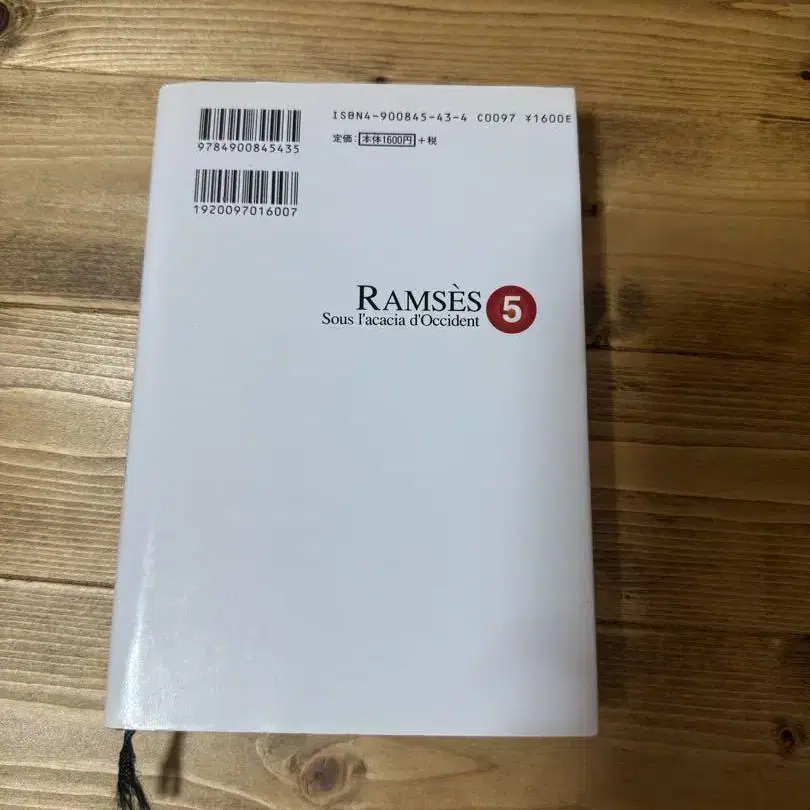 ISBN4-900845-43-4 C0097 ¥1600E
9784900845435
定価:本体1600円+税
1920097016007
RAMSÈS
5
Sous l'acacia d'Occident